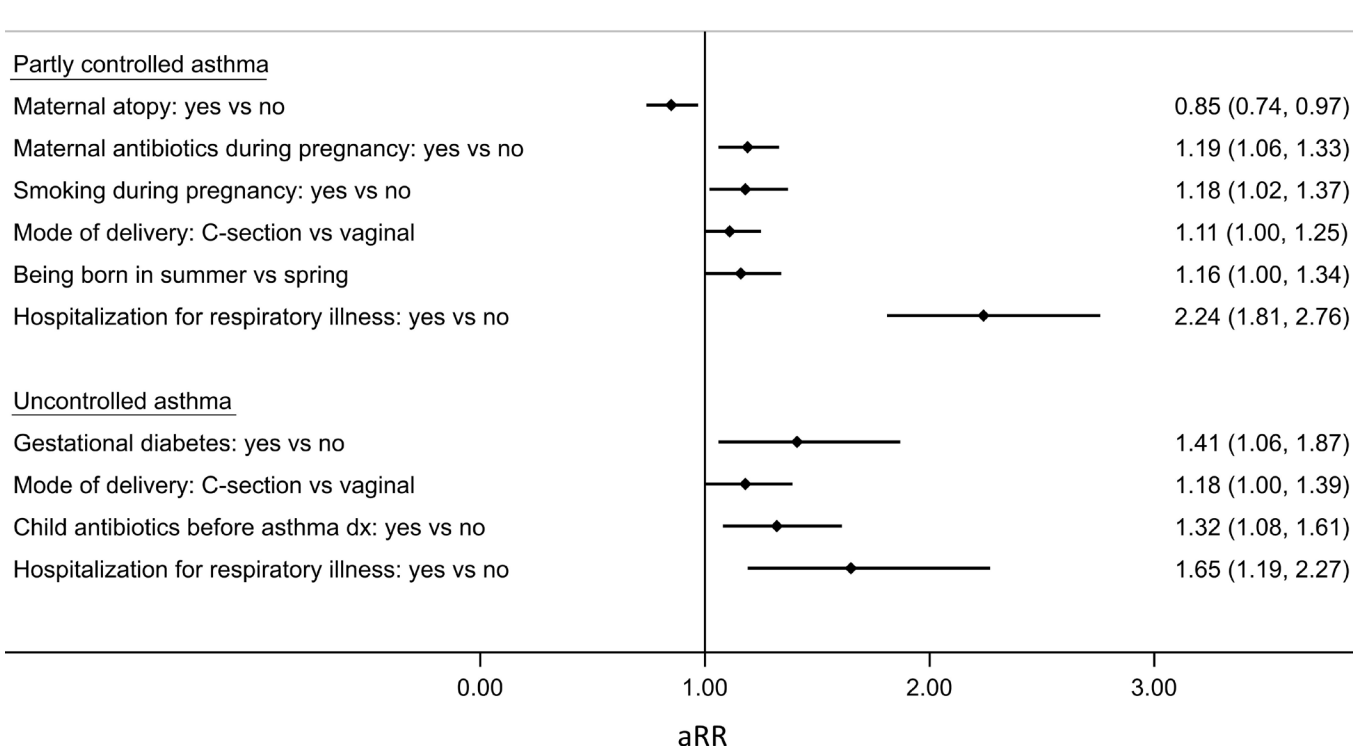 Partly controlled asthma
Maternal atopy: yes vs no 0.85 (0.74, 0.97)
Maternal antibiotics during pregnancy: yes vs no 1.19 (1.06, 1.33)
Smoking during pregnancy: yes vs no 1.18 (1.02, 1.37)
Mode of delivery: C-section vs vaginal 1.11 (1.00, 1.25)
Being born in summer vs spring 1.16 (1.00, 1.34)
Hospitalization for respiratory illness: yes vs no 2.24 (1.81, 2.76)
Uncontrolled asthma
Gestational diabetes: yes vs no 1.41 (1.06, 1.87)
Mode of delivery: C-section vs vaginal 1.18 (1.00, 1.39)
Child antibiotics before asthma dx: yes vs no 1.32 (1.08, 1.61)
Hospitalization for respiratory illness: yes vs no 1.65 (1.19, 2.27)
0.00 1.00 2.00 3.00
aRR